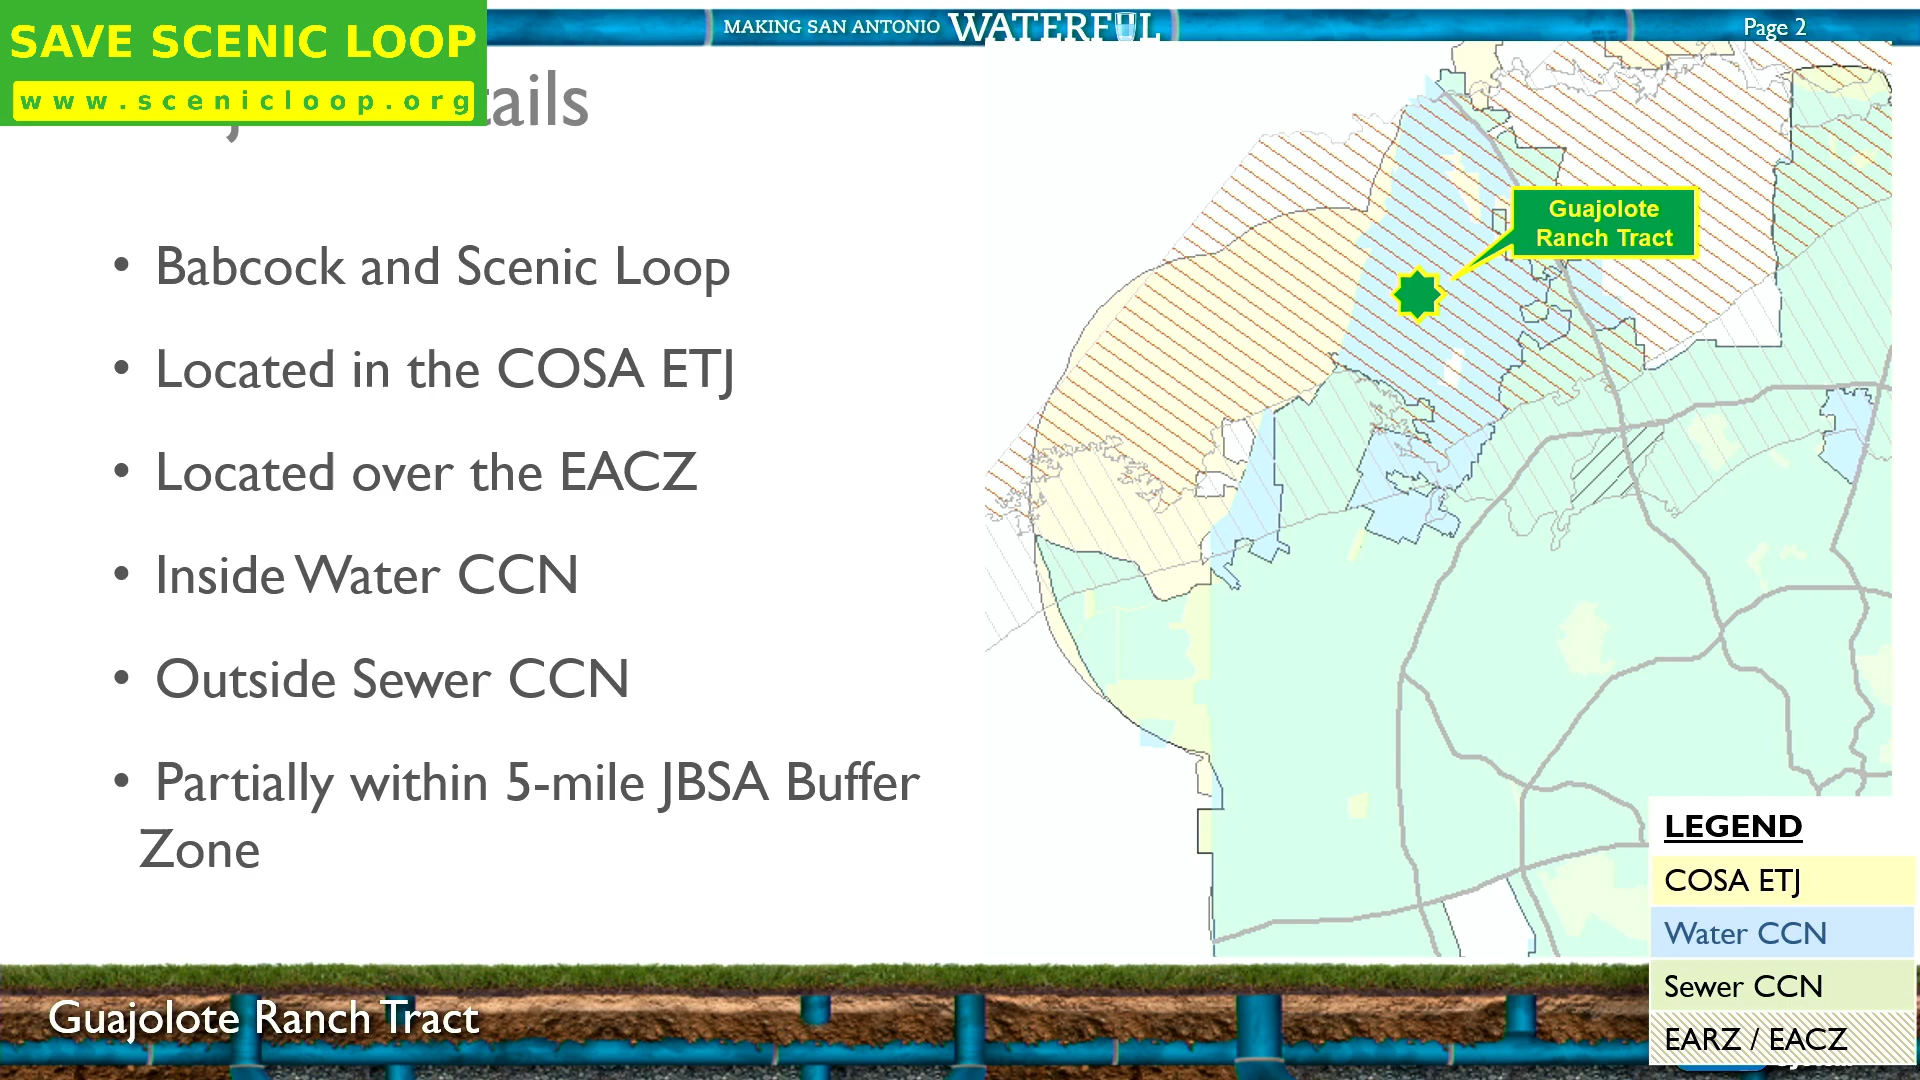 SAVE SCENIC LOOP
www.scenicloop.org
MAKING SAN ANTONIO WATERFUL
Page 2
• Babcock and Scenic Loop
• Located in the COSA ETJ
• Located over the EACZ
• Inside Water CCN
• Outside Sewer CCN
• Partially within 5-mile JBSA Buffer
Zone
Guajolote
Ranch Tract
LEGEND
COSA ETJ
Water CCN
Sewer CCN
EARZ / EACZ
Guajolote Ranch Tract